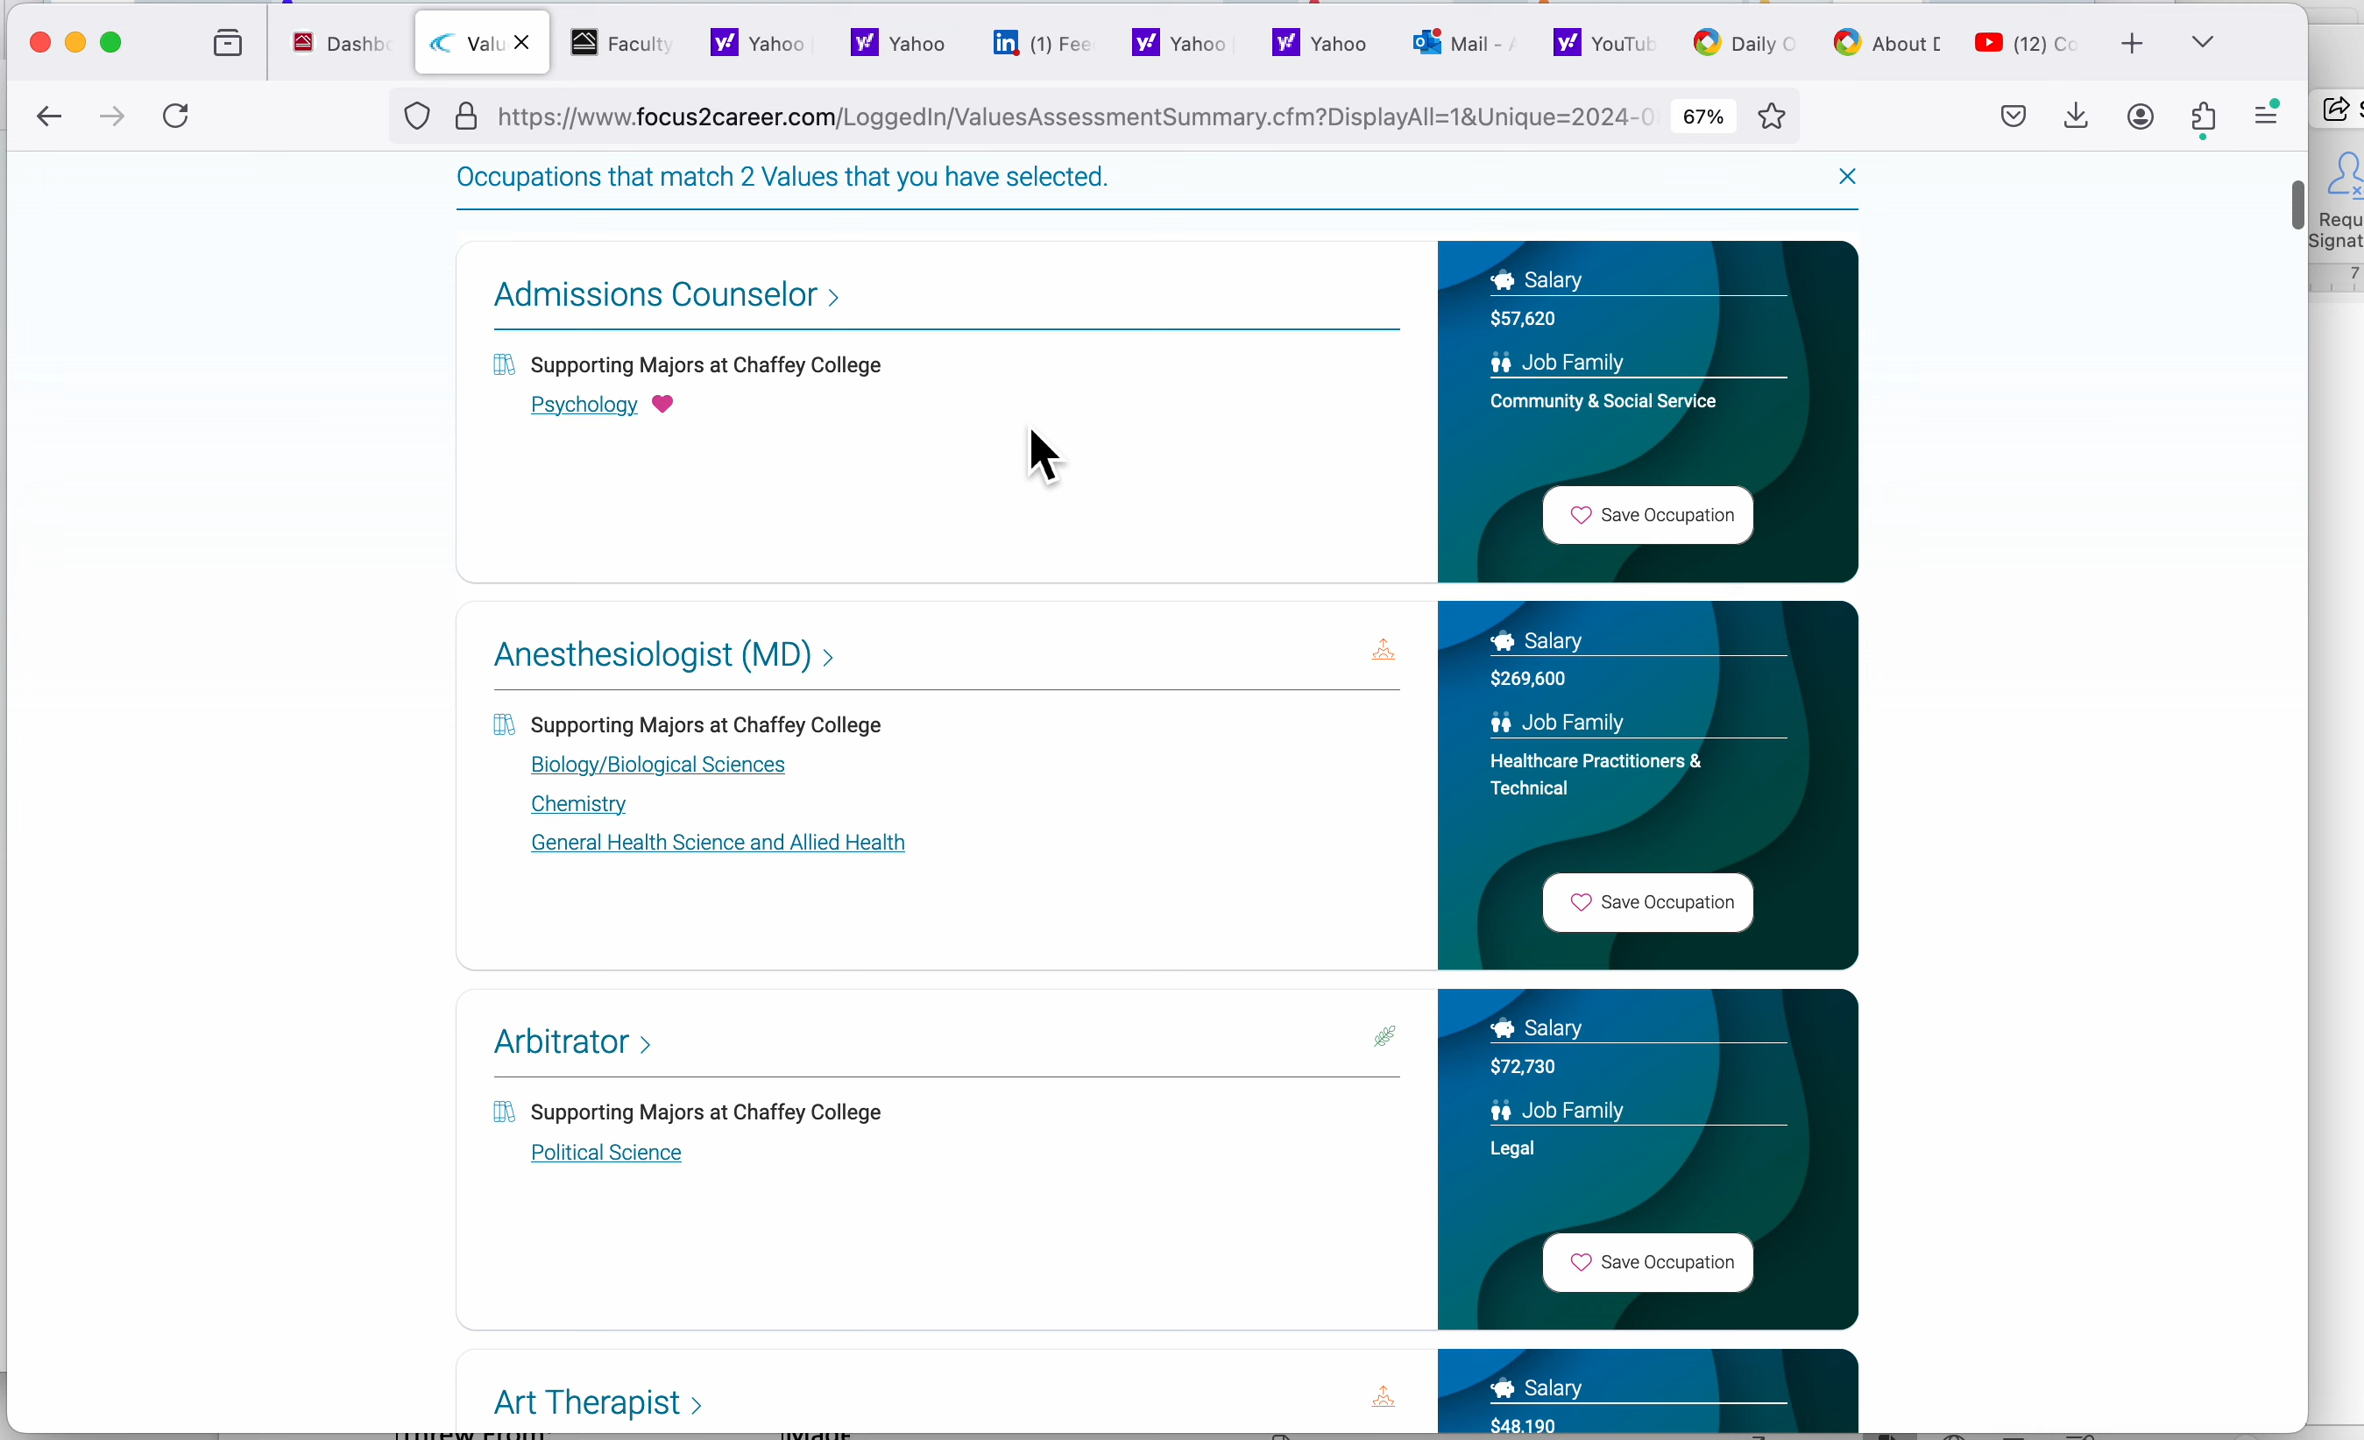 Dashbo
Valu
Faculty
Yahoo
Yahoo
(1) Fee
Yahoo
Yahoo
Mail - A
YouTub
Daily O
About D
(12) Co
https://www.focus2career.com/LoggedIn/ValuesAssessmentSummary.cfm?DisplayAll=1&Unique=2024-0
67%
Requ
Signat
7
Occupations that match 2 Values that you have selected.
Admissions Counselor >
Supporting Majors at Chaffey College
Psychology
Salary
$57,620
Job Family
Community & Social Service
Save Occupation
Anesthesiologist (MD) >
Supporting Majors at Chaffey College
Biology/Biological Sciences
Chemistry
General Health Science and Allied Health
Salary
$269,600
Job Family
Healthcare Practitioners &
Technical
Save Occupation
Arbitrator >
Supporting Majors at Chaffey College
Political Science
Salary
$72,730
Job Family
Legal
Save Occupation
Art Therapist >
Salary
$48,190